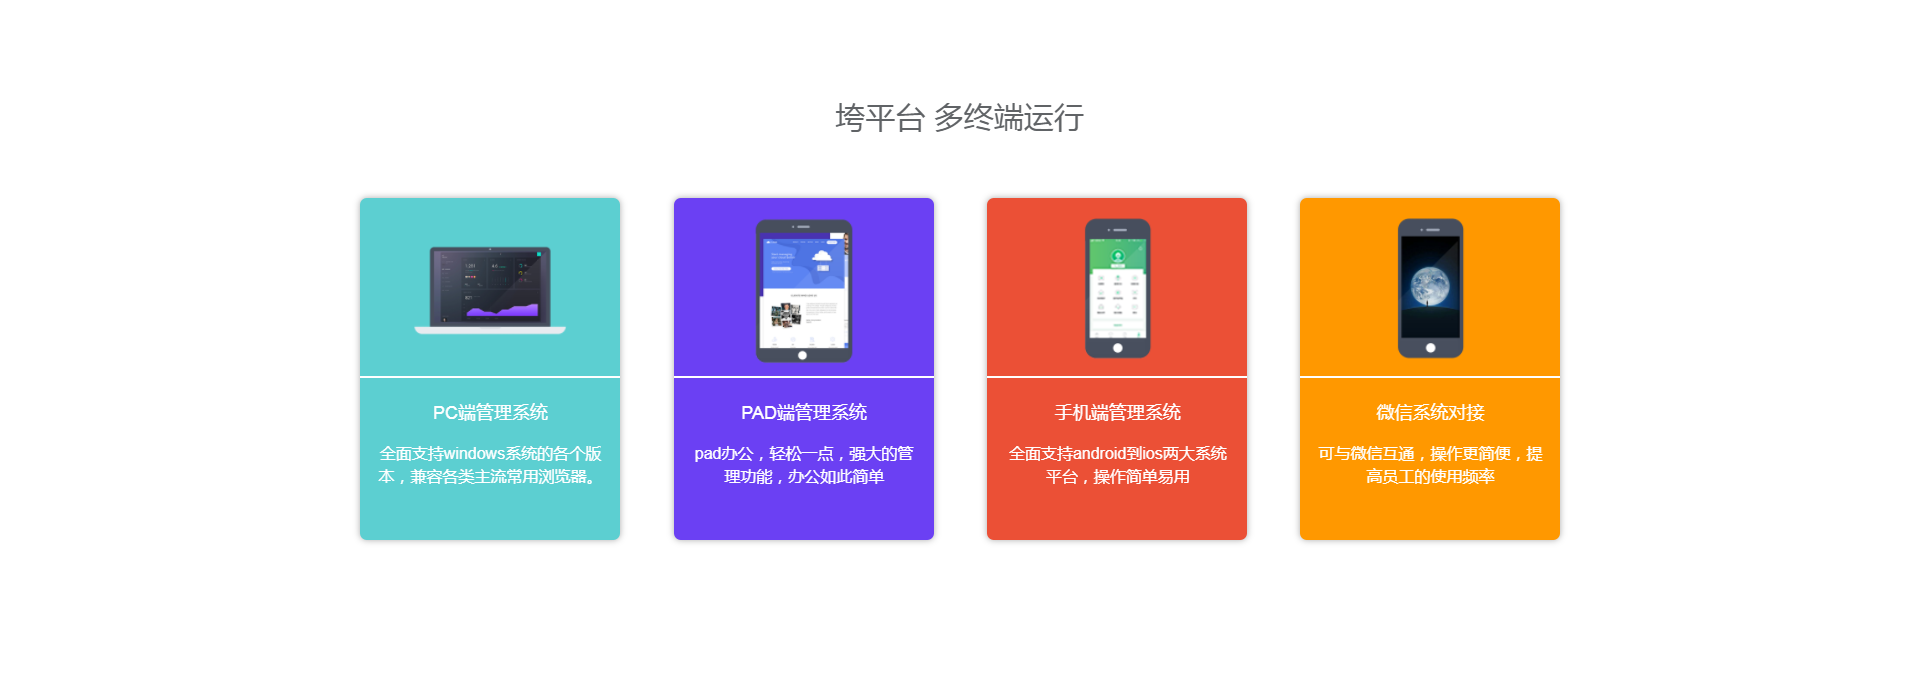 垮平台 多终端运行
PC端管理系统
全面支持windows系统的各个版
本，兼容各类主流常用浏览器。
PAD端管理系统
pad办公，轻松一点，强大的管
理功能，办公如此简单
手机端管理系统
全面支持android到ios两大系统
平台，操作简单易用
微信系统对接
可与微信互通，操作更简便，提
高员工的使用频率